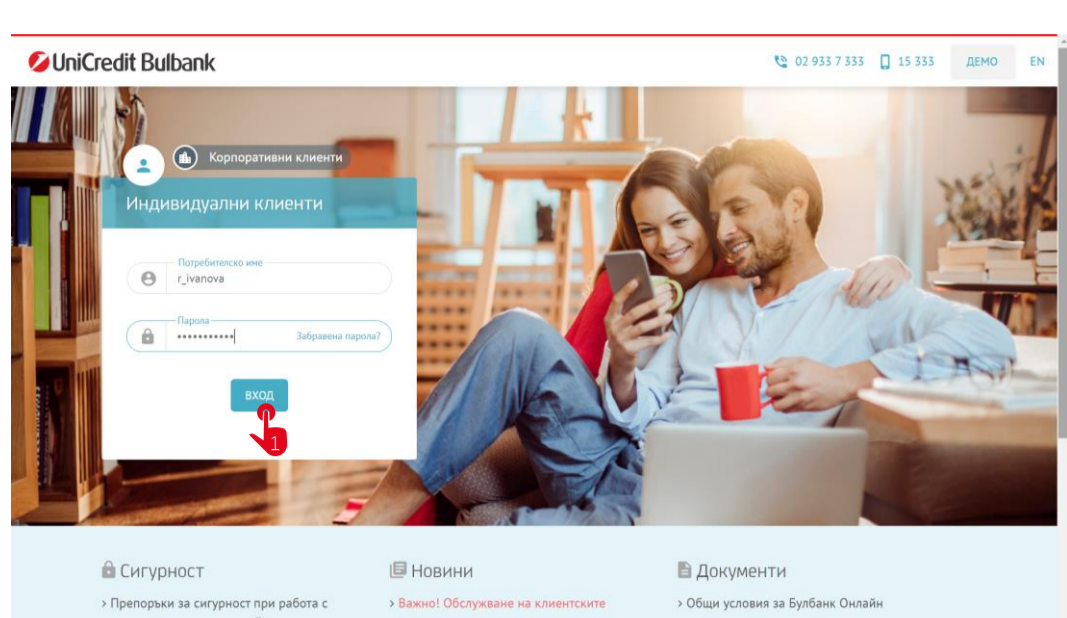 UniCredit Bulbank
02 933 7 333
15 333
ДЕМО
EN
Корпоративни клиенти
Индивидуални клиенти
Потребителско име
r_ivanova
Парола
•••••••••••
Забравена парола?
ВХОД
1
Сигурност
Новини
Документи
> Препоръки за сигурност при работа с
> Важно! Обслужване на клиентските
> Общи условия за Булбанк Онлайн